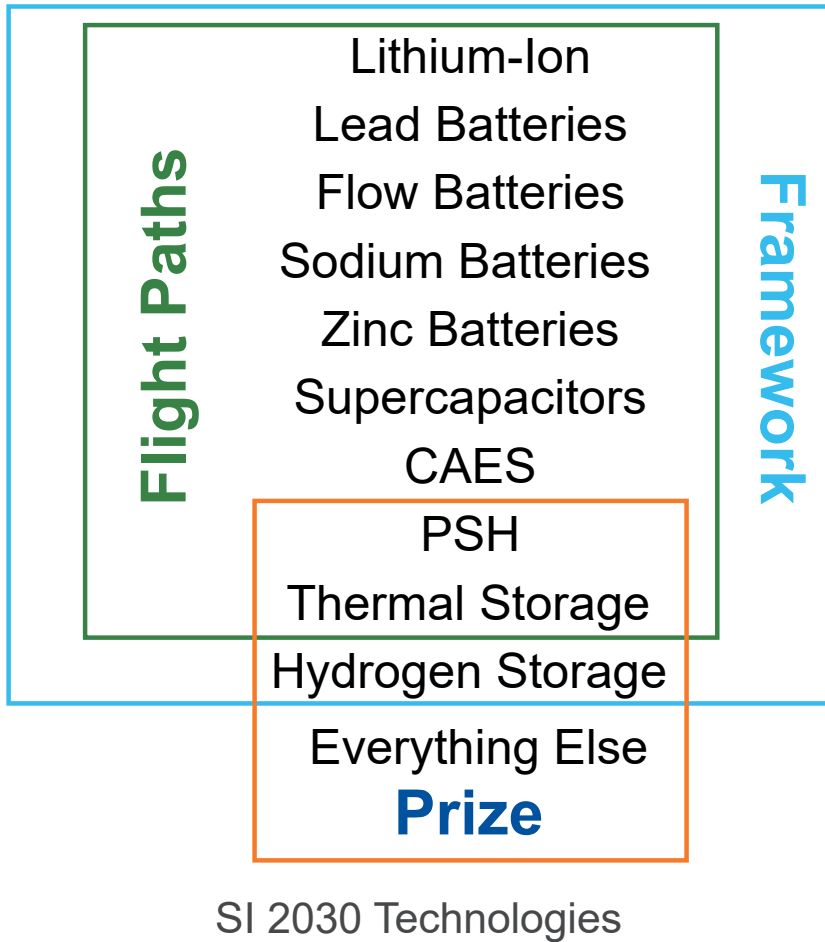 Lithium-Ion
Lead Batteries
Flow Batteries
Sodium Batteries
Zinc Batteries
Supercapacitors
CAES
PSH
Thermal Storage
Hydrogen Storage
Everything Else
Prize
Flight Paths
Framework
SI 2030 Technologies